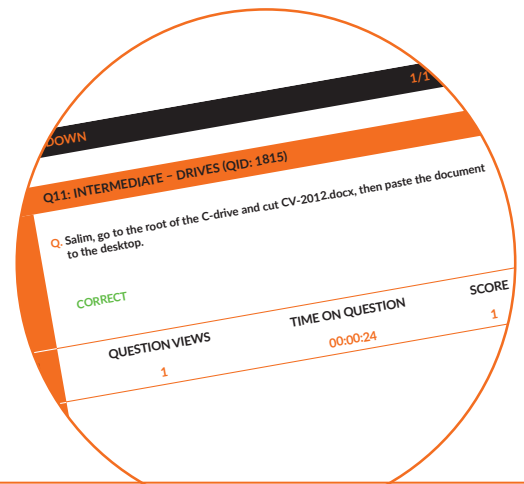 DOWN
1/1
Q11: INTERMEDIATE – DRIVES (QID: 1815)
Q. Salim, go to the root of the C-drive and cut CV-2012.docx, then paste the document
to the desktop.
CORRECT
QUESTION VIEWS TIME ON QUESTION SCORE
1 00:00:24 1